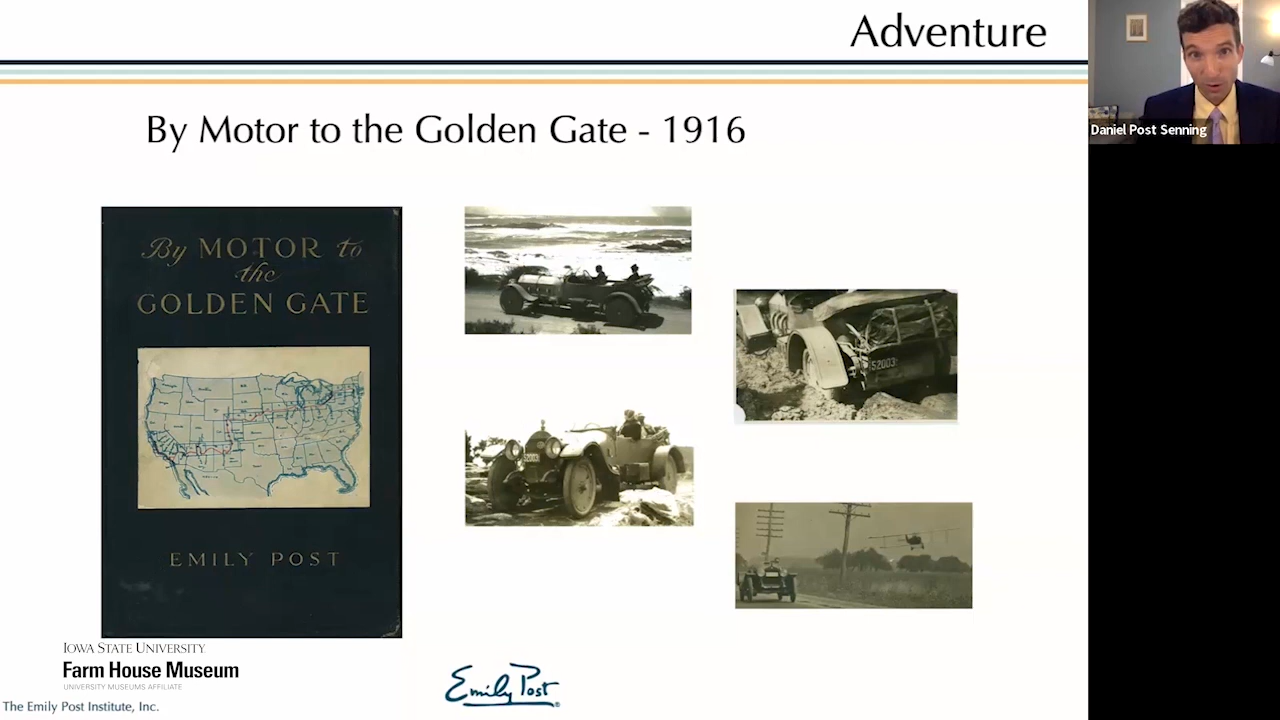 Adventure
By Motor to the Golden Gate - 1916
By MOTOR to
the
GOLDEN GATE
EMILY POST
52003
IOWA STATE UNIVERSITY
Farm House Museum
UNIVERSITY MUSEUMS AFFILIATE
Emily Post®
The Emily Post Institute, Inc.
Daniel Post Senning